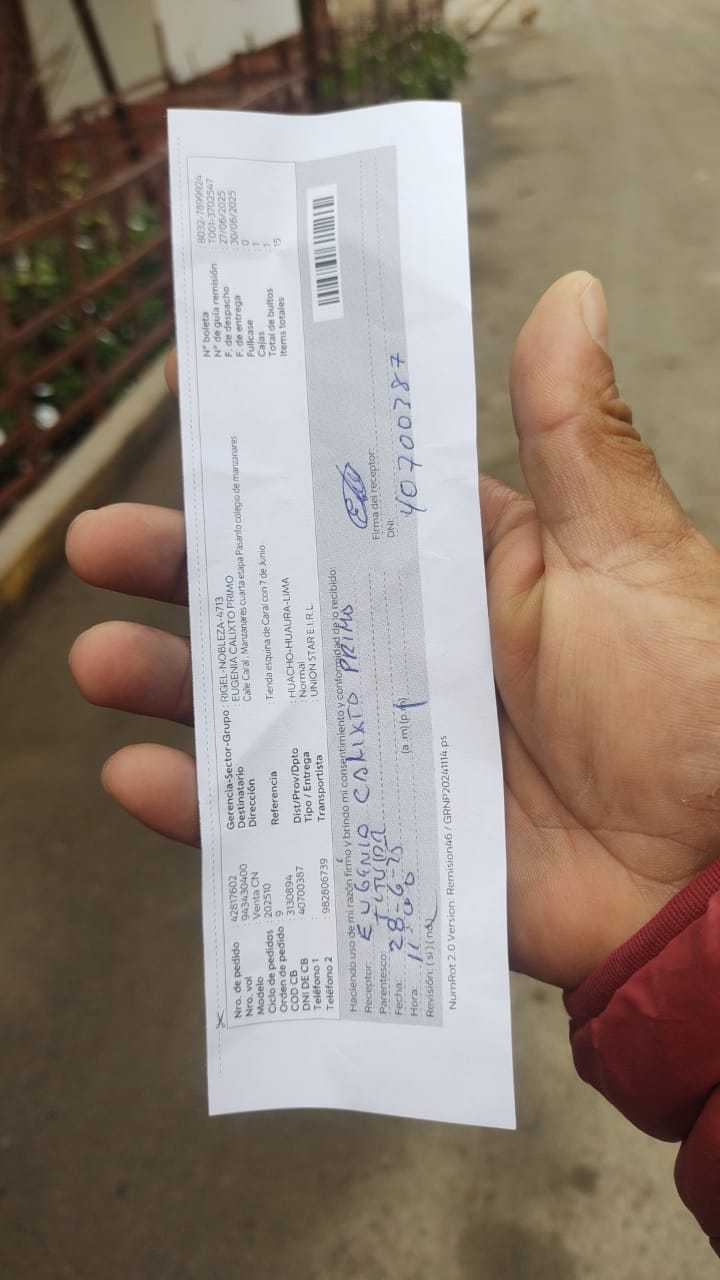 Nro. de pedido 42817602
Nro. vol 943430400
Modelo : Venta CN
Ciclo de pedidos : 202510
Orden de pedido 9
COD CB 3130894
DNI DE CB 40700387
Teléfono 1 :
Teléfono 2 : 982806739
Gerencia-Sector-Grupo : RIGEL-NOBLEZA-4713
Destinatario EUGENIA CALIXTO PRIMO
Dirección Calle Caral , Manzanares cuarta etapa Pasanfo colegio de manzanares
Referencia Tienda esquina de Caral con 7 de Junio
Dist/Prov/Dpto : HUACHO-HUAURA-LIMA
Tipo / Entrega : Normal
Transportista : UNION STAR E.I.R.L
N° boleta
N° de guía remisión : T001-3702547
F. de despacho : 27/06/2025
F. de entrega 30/06/2025
Fullcase : 0
Cajas : 1
Total de bultos : 1
Items totales 15
Haciendo uso de mi razón firmo y brindo mi consentimiento y conformidad de lo recibido:
Receptor: EUGENIO CALIXTO PRIMO
Parentesco: TITULAR
Fecha: 28-6-25
Hora: 11:00 (a .m) (p.m)
Revisión: ( si ) ( no )
Firma del receptor:
DNI: 40700387
NumRot 2.0 Version: Remision46 / GRNP20241114 ps